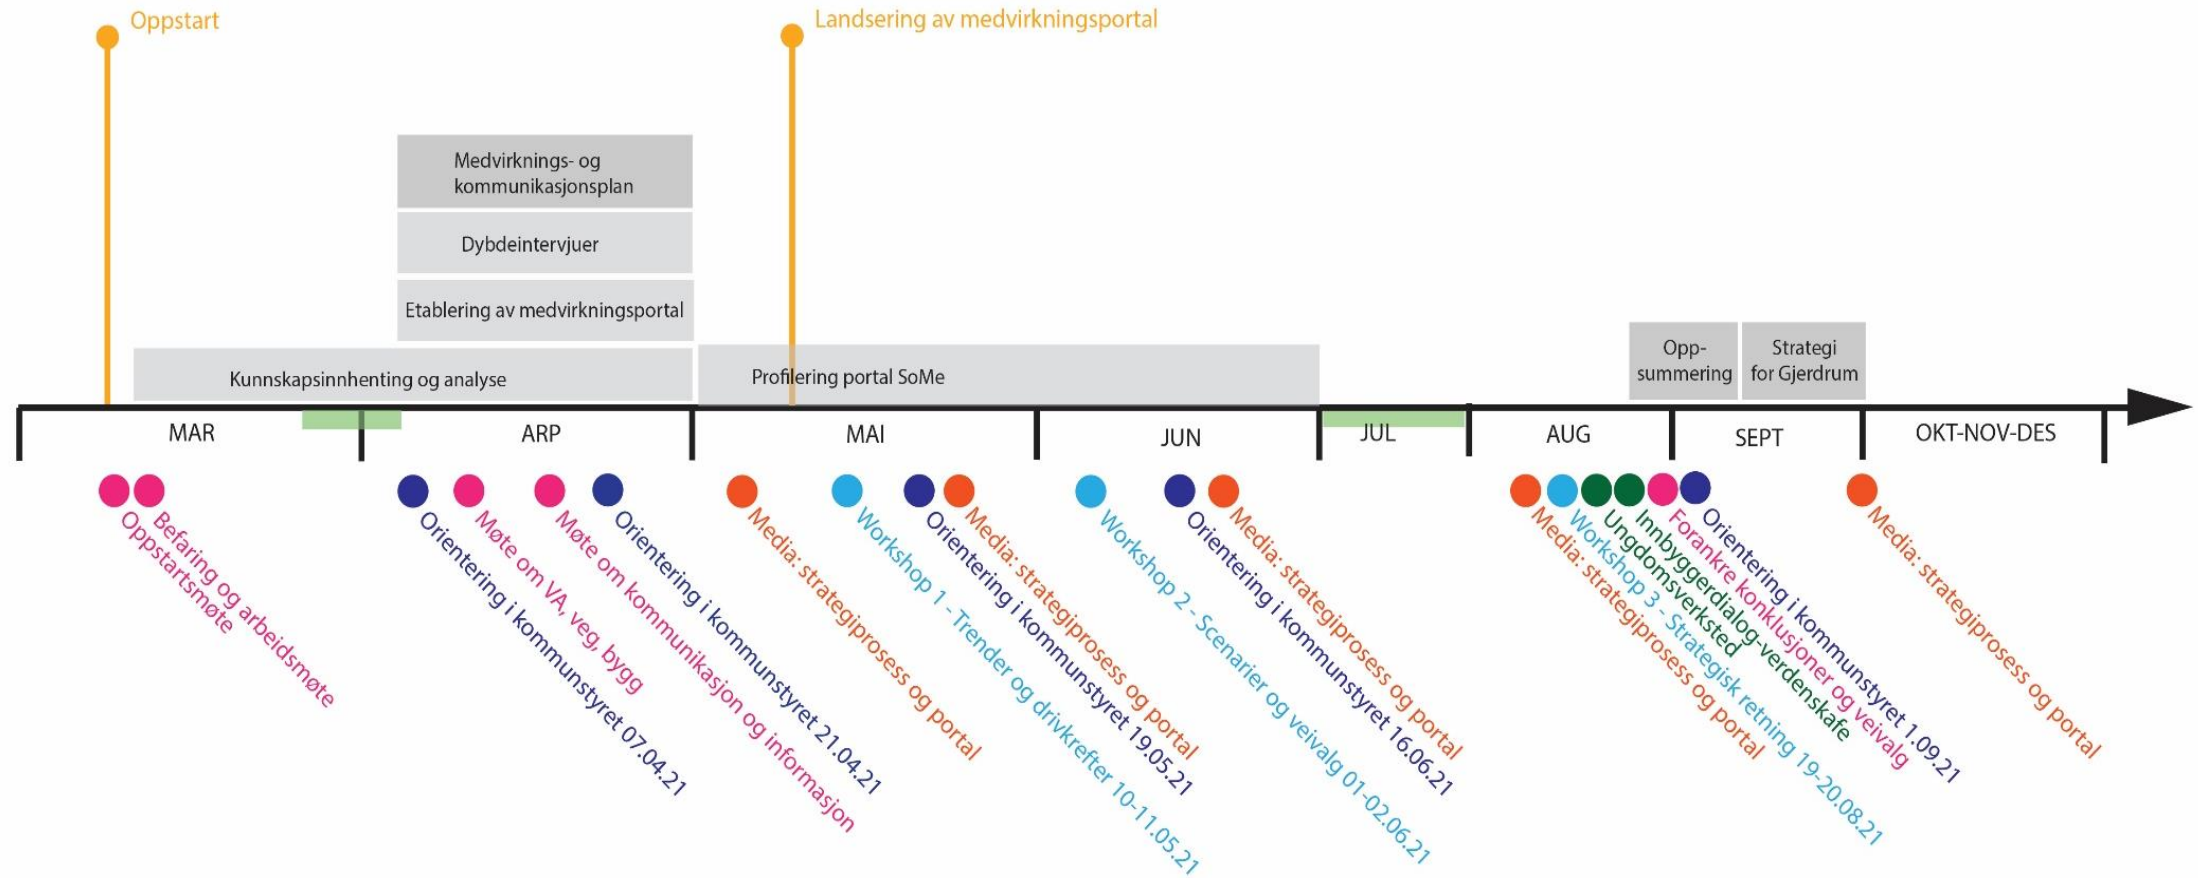 Oppstart
Landsering av medvirkningsportal
Medvirknings- og
kommunikasjonsplan
Dybdeintervjuer
Etablering av medvirkningsportal
Kunnskapsinnhenting og analyse
Profilering portal SoMe
Opp-
summering
Strategi
for Gjerdrum
MAR
ARP
MAI
JUN
JUL
AUG
SEPT
OKT-NOV-DES
Oppstartsmøte
Befaring og arbeidsmøte
Orientering i kommunstyret 07.04.21
Møte om VA, veg, bygg
Møte om kommunikasjon og informasjon
Orientering i kommunstyret 21.04.21
Media: strategiprosess og portal
Workshop 1 - Trender og drivkrefter 10-11.05.21
Orientering i kommunstyret 19.05.21
Media: strategiprosess og portal
Workshop 2 - Scenarier og veivalg 01-02.06.21
Orientering i kommunstyret 16.06.21
Media: strategiprosess og portal
Media: strategiprosess og portal
Workshop 3 - Strategisk retning 19-20.08.21
Ungdomsverksted
Innbyggerdialog-verdenskafe
Forankre konklusjoner og veivalg
Orientering i kommunstyret 1.09.21
Media: strategiprosess og portal